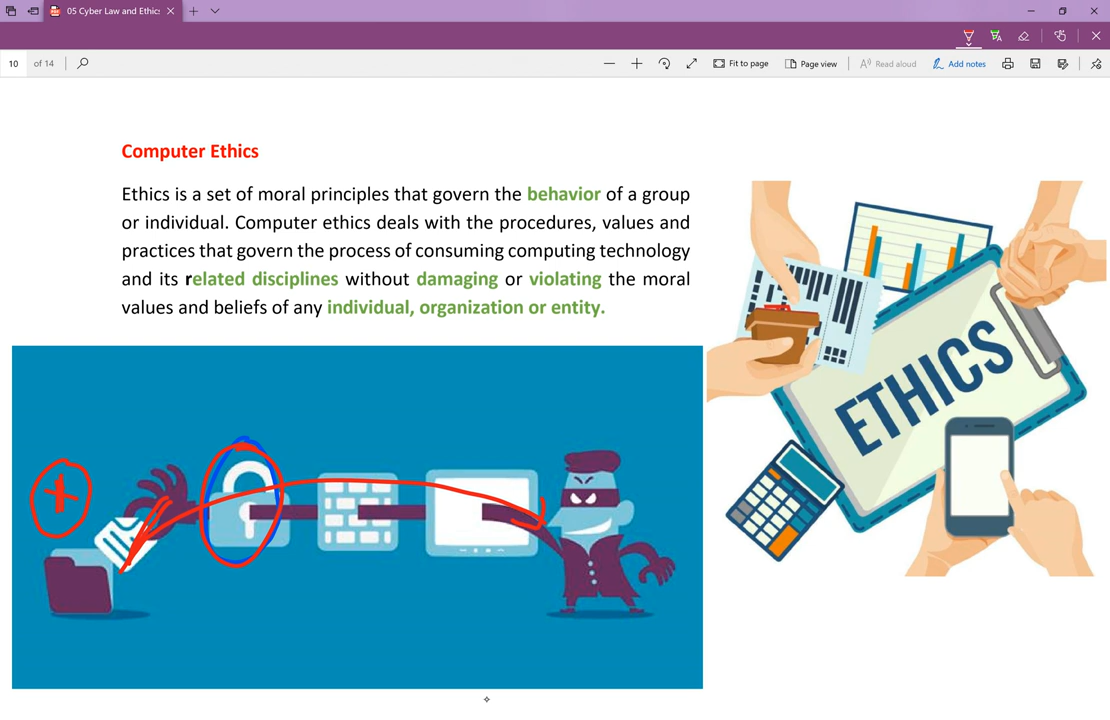 05 Cyber Law and Ethic
10 of 14
Fit to page
Page view
Read aloud
Add notes
Computer Ethics
Ethics is a set of moral principles that govern the behavior of a group
or individual. Computer ethics deals with the procedures, values and
practices that govern the process of consuming computing technology
and its related disciplines without damaging or violating the moral
values and beliefs of any individual, organization or entity.
ETHICS